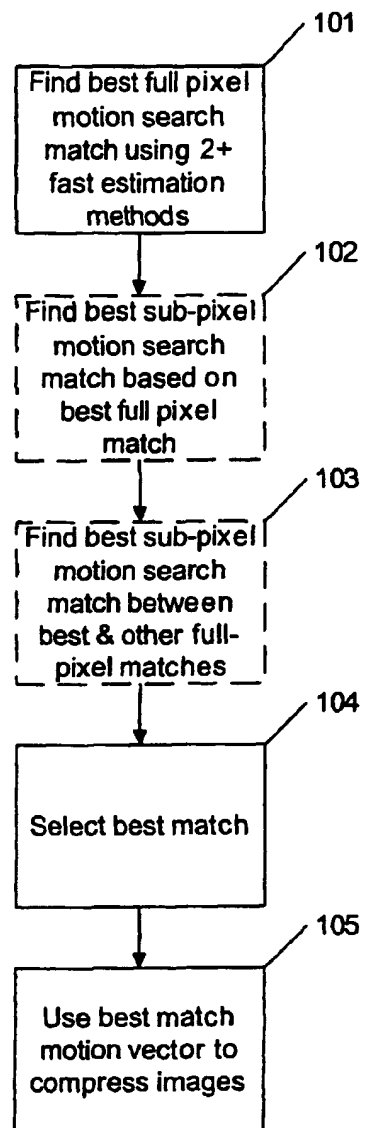 101
Find best full pixel
motion search
match using 2+
fast estimation
methods
102
Find best sub-pixel
motion search
match based on
best full pixel
match
103
Find best sub-pixel
motion search
match between
best & other full-
pixel matches
104
Select best match
105
Use best match
motion vector to
compress images